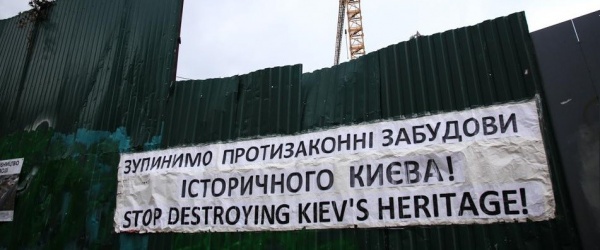 ЗУПИНИМО ПРОТИЗАКОННІ ЗАБУДОВИ
ІСТОРИЧНОГО КИЄВА!
STOP DESTROYING KIEV'S HERITAGE!